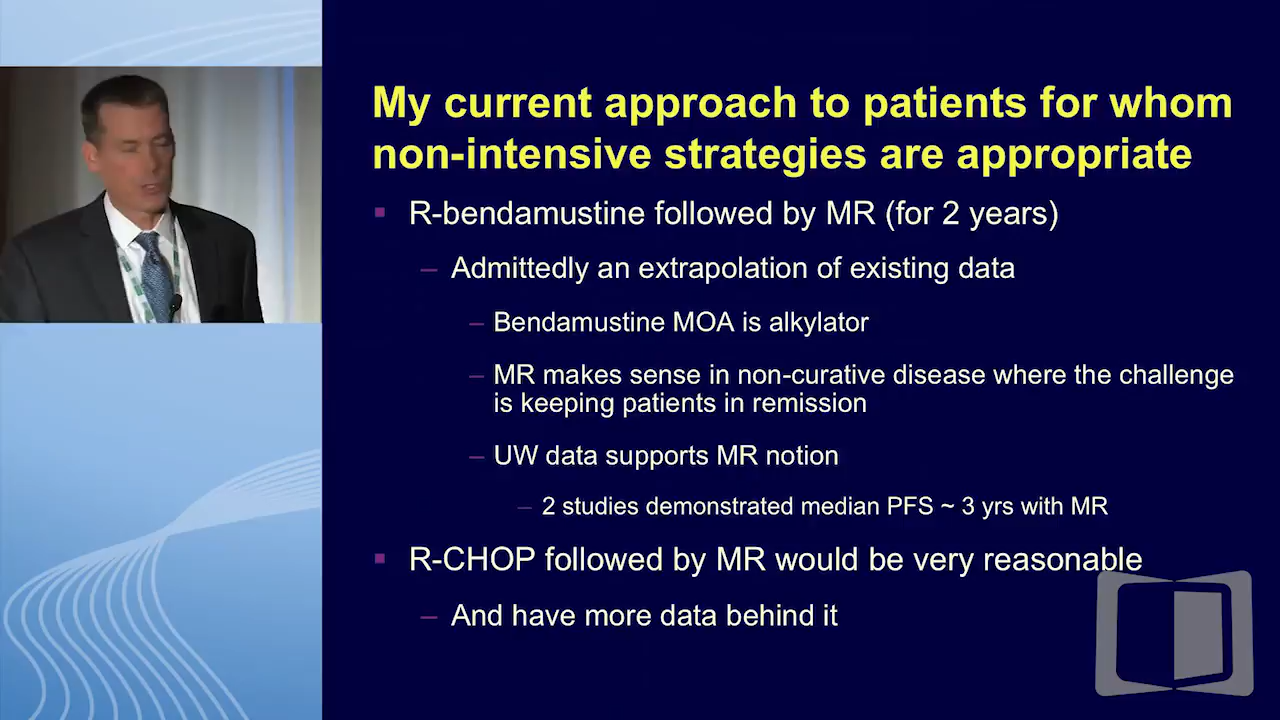 My current approach to patients for whom
non-intensive strategies are appropriate
R-bendamustine followed by MR (for 2 years)
– Admittedly an extrapolation of existing data
– Bendamustine MOA is alkylator
– MR makes sense in non-curative disease where the challenge
is keeping patients in remission
– UW data supports MR notion
– 2 studies demonstrated median PFS ~ 3 yrs with MR
R-CHOP followed by MR would be very reasonable
– And have more data behind it